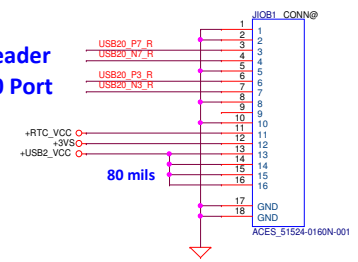 JIOB1 CONN@
eader
0 Port
USB20_P7_R
USB20_N7_R
USB20_P3_R
USB20_N3_R
+RTC_VCC
+3VS
+USB2_VCC
80 mils
1 1
2 2
3 3
4 4
5 5
6 6
7 7
8 8
9 9
10 10
11 11
12 12
13 13
14 14
15 15
16 16
17 GND
18 GND
ACES_51524-0160N-001